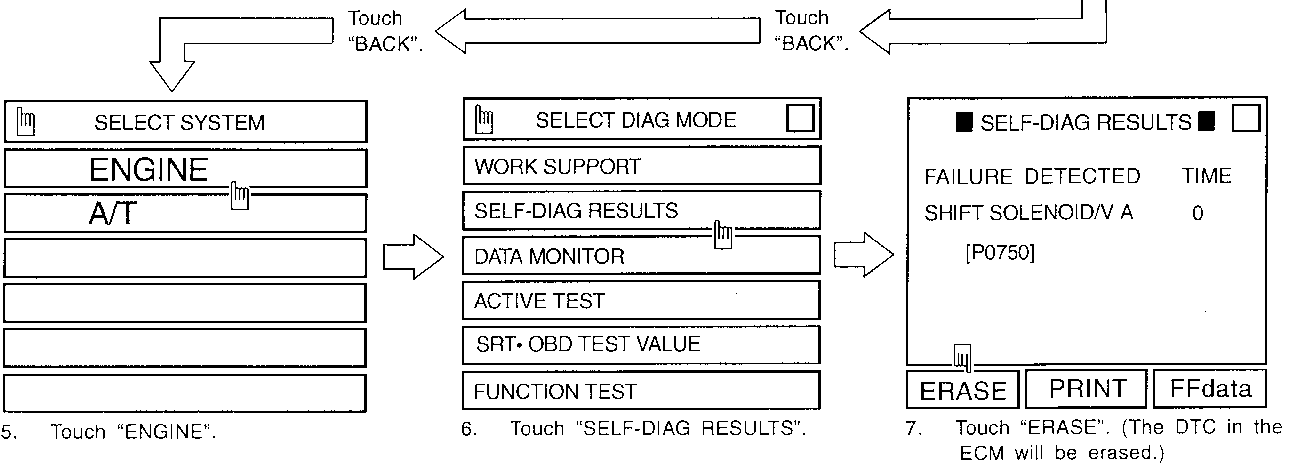 Touch
“BACK”.
Touch
“BACK”.
SELECT SYSTEM
ENGINE
A/T
5. Touch “ENGINE”.
SELECT DIAG MODE
WORK SUPPORT
SELF-DIAG RESULTS
DATA MONITOR
ACTIVE TEST
SRT• OBD TEST VALUE
FUNCTION TEST
6. Touch “SELF-DIAG RESULTS”.
■ SELF-DIAG RESULTS ■
FAILURE DETECTED TIME
SHIFT SOLENOID/V A 0
[P0750]
ERASE PRINT FFdata
7. Touch “ERASE”. (The DTC in the
ECM will be erased.)